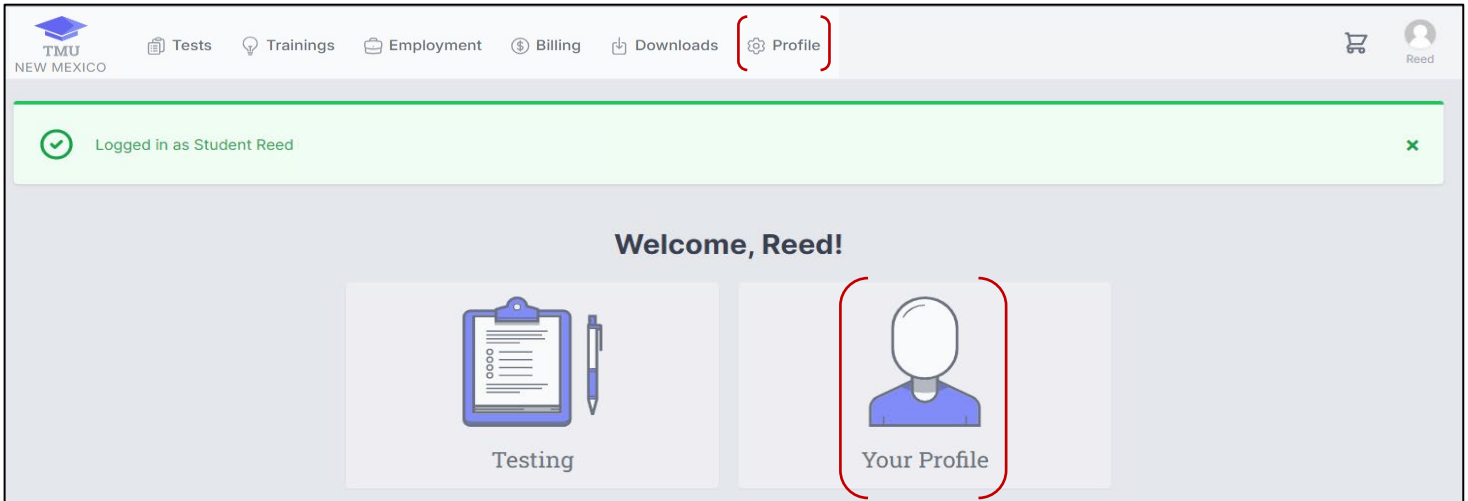 TMU
NEW MEXICO
Tests Trainings Employment Billing Downloads Profile
Reed
Logged in as Student Reed
Welcome, Reed!
Testing
Your Profile